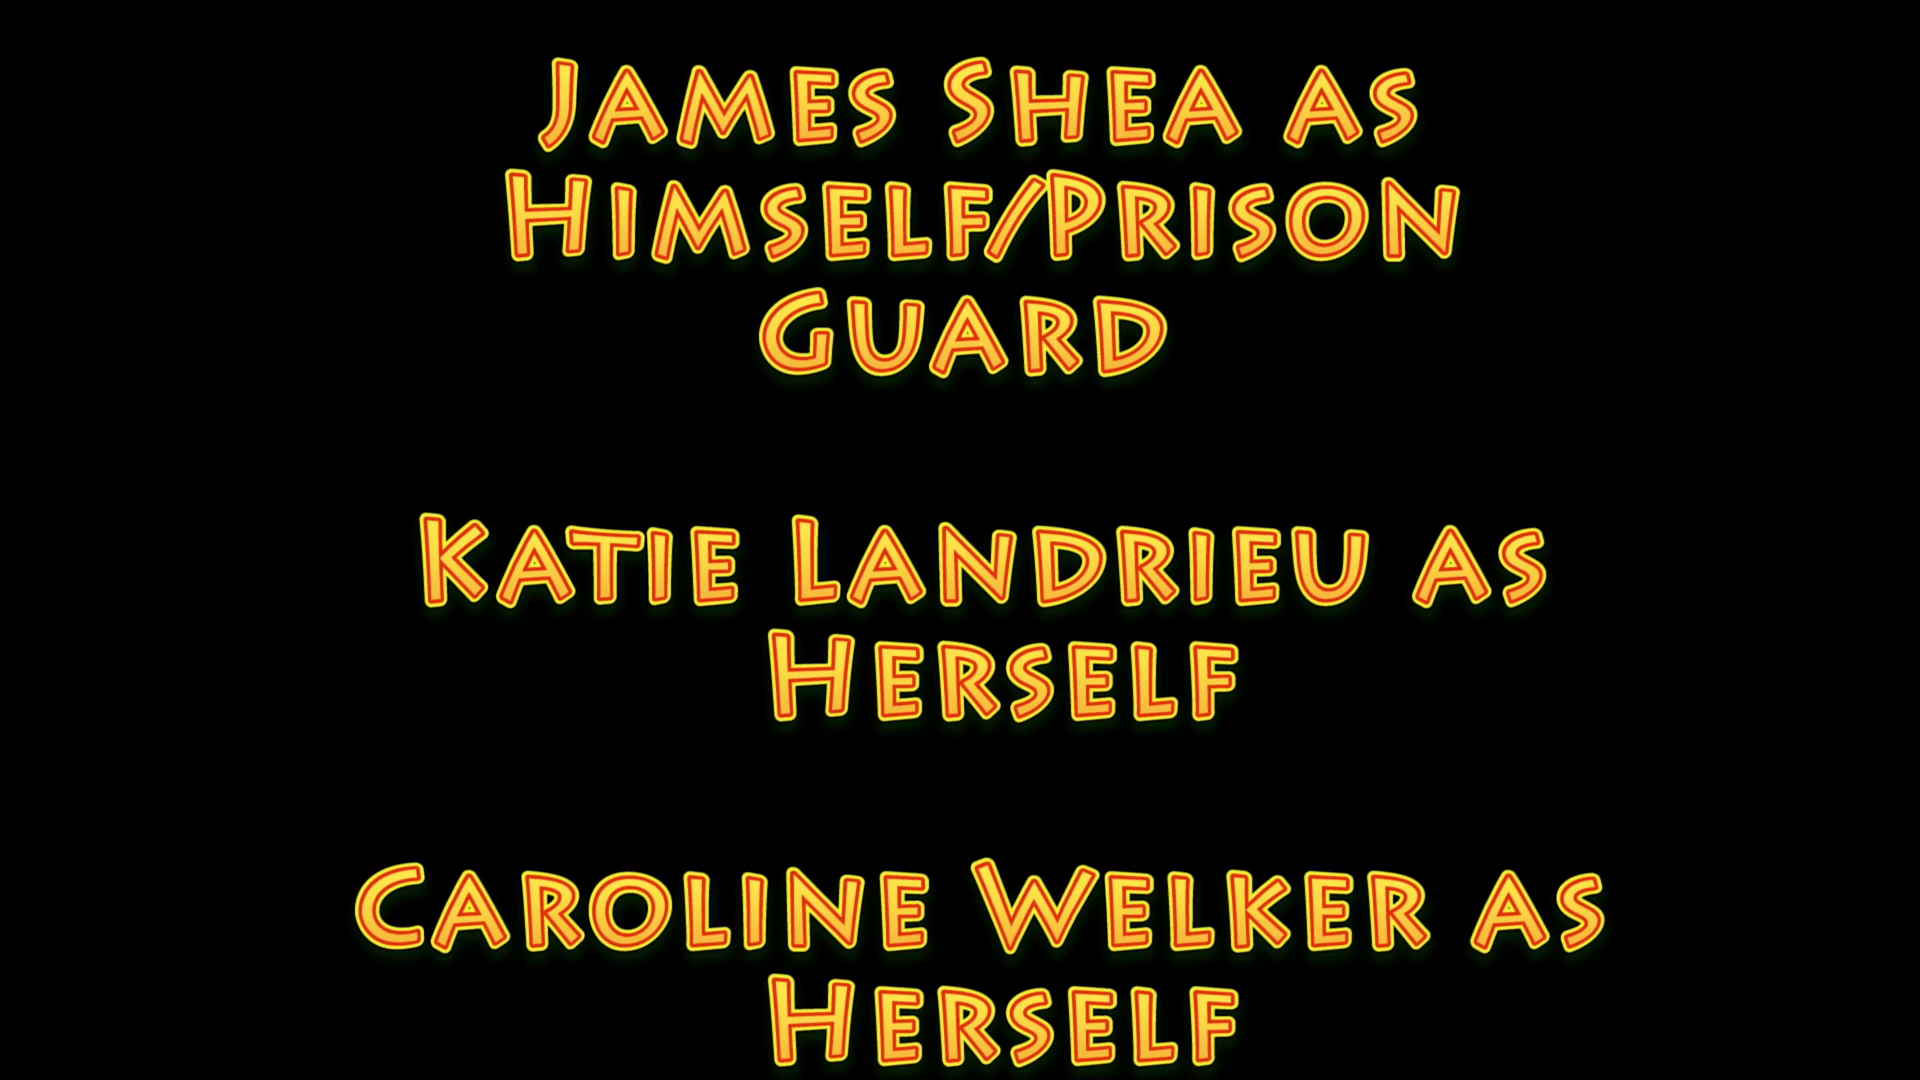 James Shea as
Himself/Prison
Guard
Katie Landrieu as
Herself
Caroline Welker as
Herself